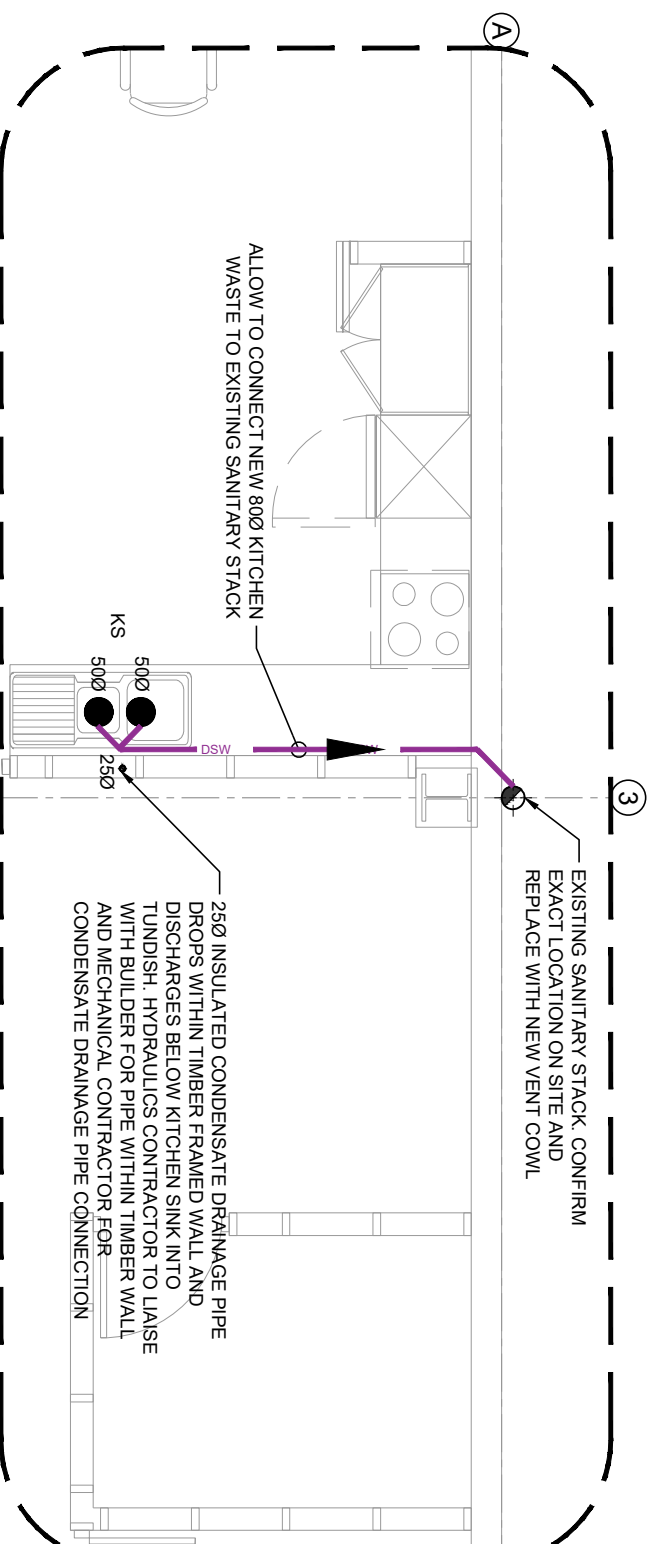 A
3
EXISTING SANITARY STACK. CONFIRM
EXACT LOCATION ON SITE AND
REPLACE WITH NEW VENT COWL
ALLOW TO CONNECT NEW 80Ø KITCHEN
WASTE TO EXISTING SANITARY STACK
DSW
KS
50Ø
50Ø
25Ø
25Ø INSULATED CONDENSATE DRAINAGE PIPE
DROPS WITHIN TIMBER FRAMED WALL AND
DISCHARGES BELOW KITCHEN SINK INTO
TUNDISH. HYDRAULICS CONTRACTOR TO LIAISE
WITH BUILDER FOR PIPE WITHIN TIMBER WALL
AND MECHANICAL CONTRACTOR FOR
CONDENSATE DRAINAGE PIPE CONNECTION